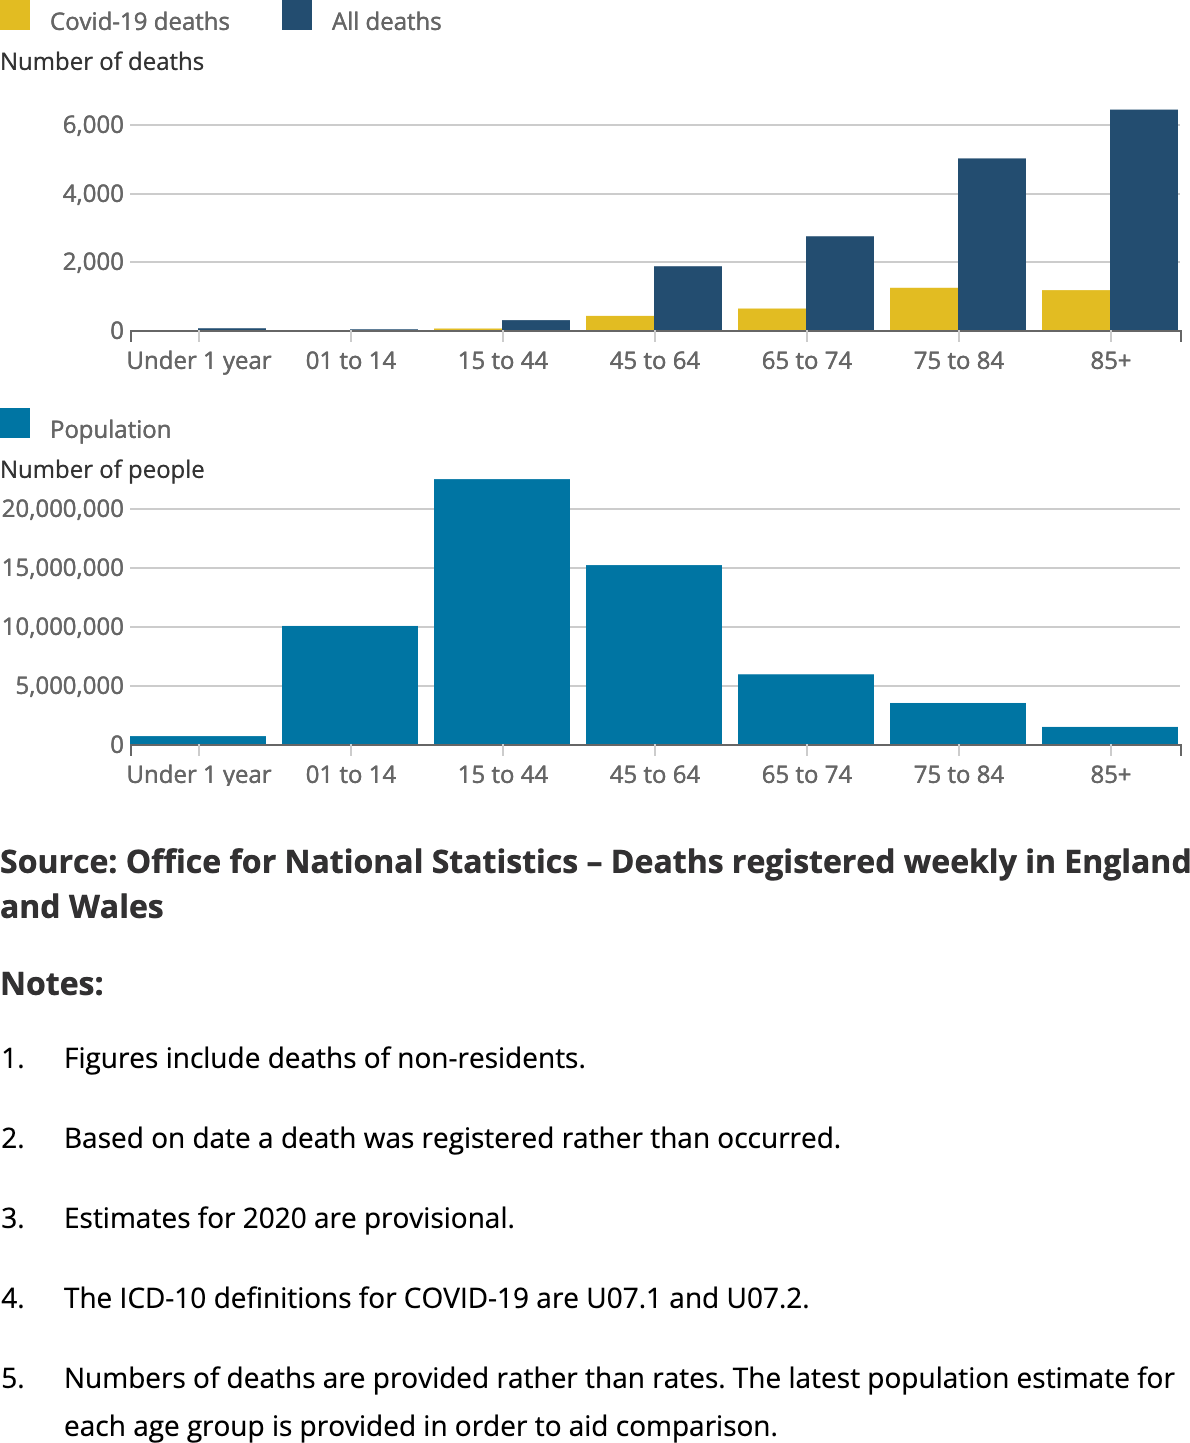 Covid-19 deaths All deaths
Number of deaths
6,000
4,000
2,000
0
Under 1 year 01 to 14 15 to 44 45 to 64 65 to 74 75 to 84 85+
Population
Number of people
20,000,000
15,000,000
10,000,000
5,000,000
0
Under 1 year 01 to 14 15 to 44 45 to 64 65 to 74 75 to 84 85+
Source: Office for National Statistics – Deaths registered weekly in England
and Wales
Notes:
1. Figures include deaths of non-residents.
2. Based on date a death was registered rather than occurred.
3. Estimates for 2020 are provisional.
4. The ICD-10 definitions for COVID-19 are U07.1 and U07.2.
5. Numbers of deaths are provided rather than rates. The latest population estimate for
each age group is provided in order to aid comparison.